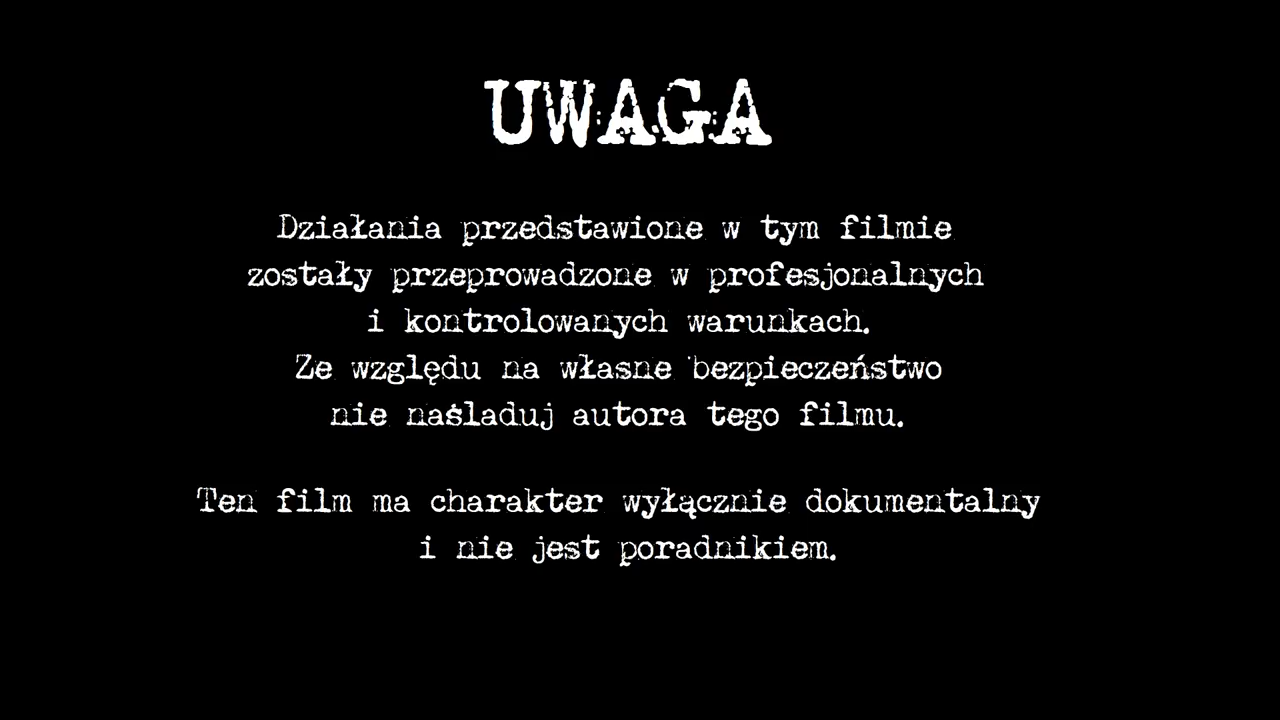 UWAGA
Działania przedstawione w tym filmie
zostały przeprowadzone w profesjonalnych
i kontrolowanych warunkach.
Ze względu na własne bezpieczeństwo
nie naśladuj autora tego filmu.
Ten film ma charakter wyłącznie dokumentalny
i nie jest poradnikiem.